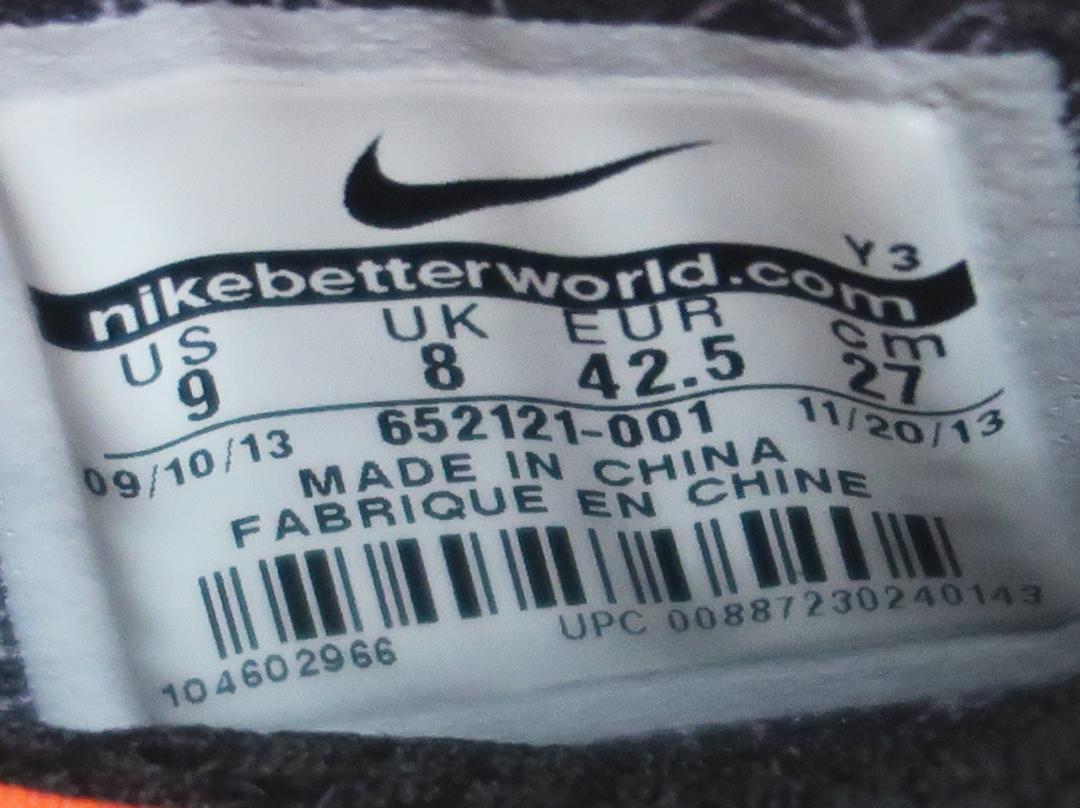 Y3
nikebetterworld.com
US UK EUR cm
9 8 42.5 27
09/10/13 652121-001 11/20/13
MADE IN CHINA
FABRIQUE EN CHINE
UPC 00887230240143
104602966